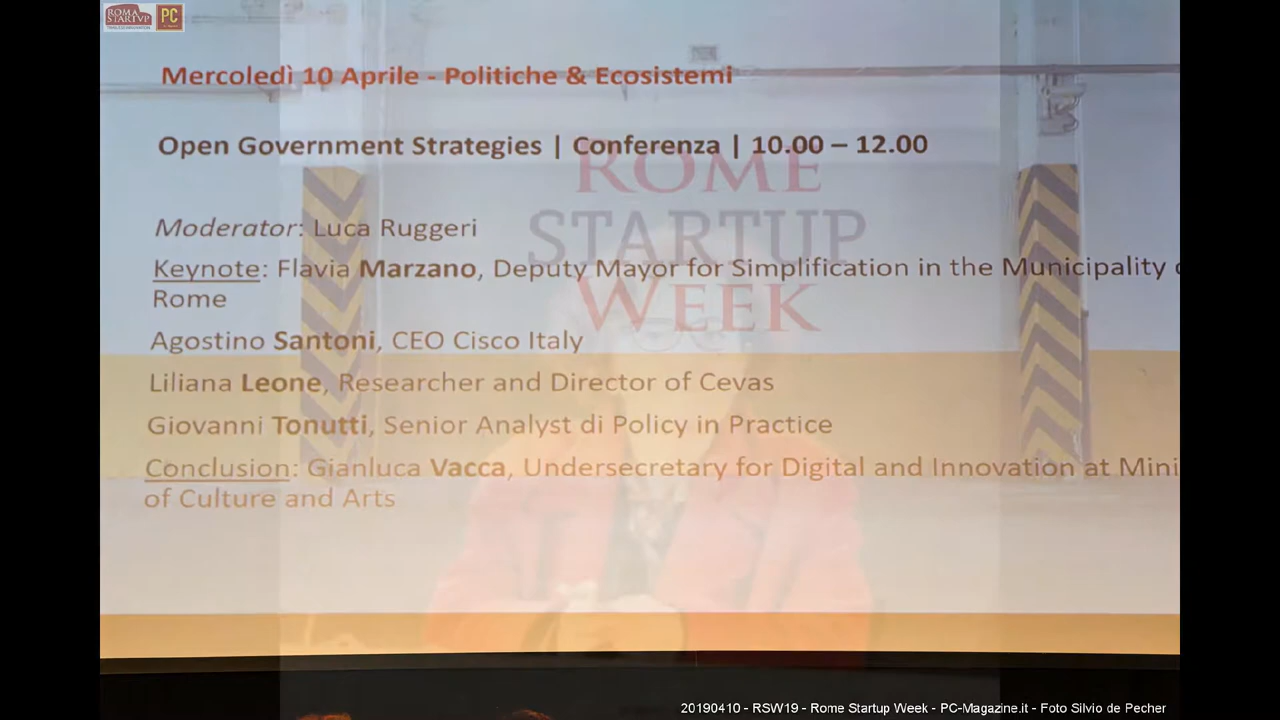 ROMA
STARTUP
PC
Mercoledì 10 Aprile - Politiche & Ecosistemi
Open Government Strategies | Conferenza | 10.00 – 12.00
ROME
STARTUP
WEEK
Moderator: Luca Ruggeri
Keynote: Flavia Marzano, Deputy Mayor for Simplification in the Municipality
Rome
Agostino Santoni, CEO Cisco Italy
Liliana Leone, Researcher and Director of Cevas
Giovanni Tonutti, Senior Analyst di Policy in Practice
Conclusion: Gianluca Vacca, Undersecretary for Digital and Innovation at Mini
of Culture and Arts
20190410 - RSW19 - Rome Startup Week - PC-Magazine.it - Foto Silvio de Pecher